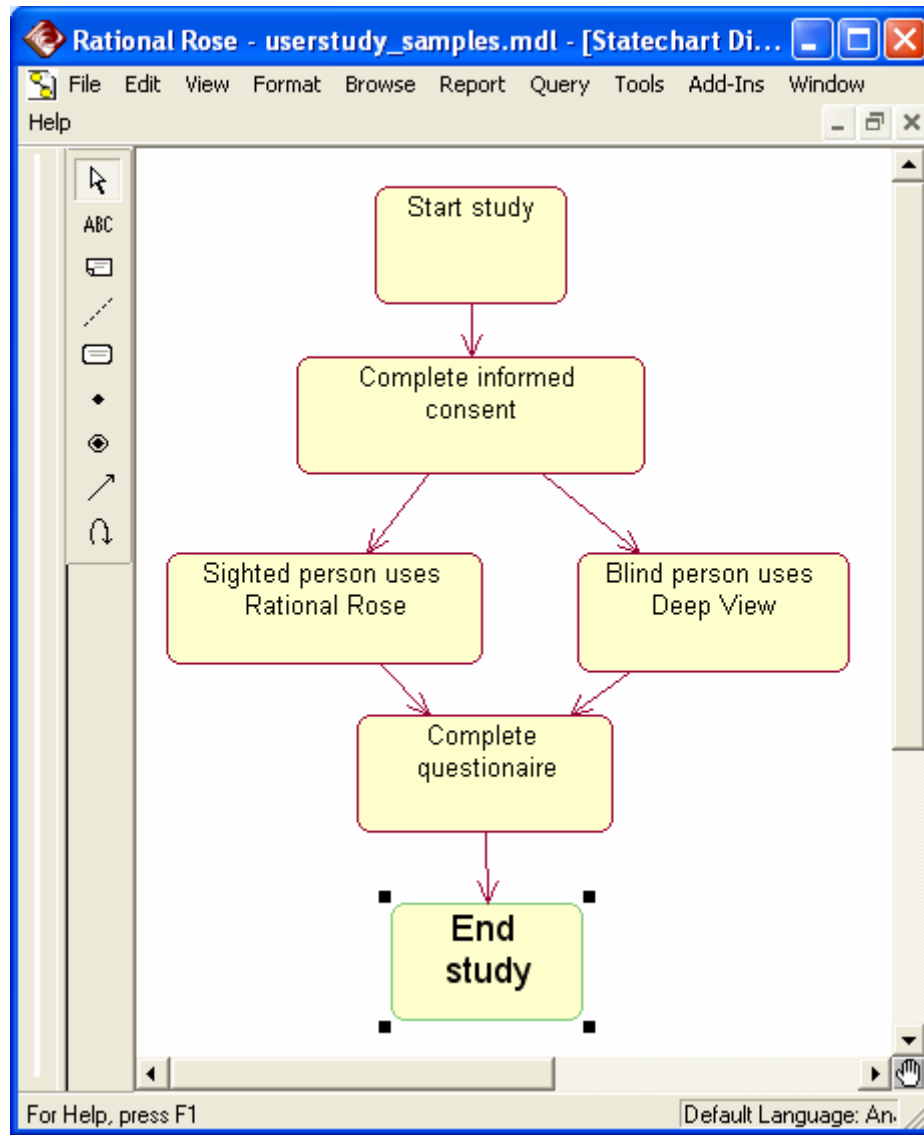 Rational Rose - userstudy_samples.mdl - [Statechart Di...
File Edit View Format Browse Report Query Tools Add-Ins Window
Help
ABC
Start study
Complete informed
consent
Sighted person uses
Rational Rose
Blind person uses
Deep View
Complete
questionaire
End
study
For Help, press F1
Default Language: An